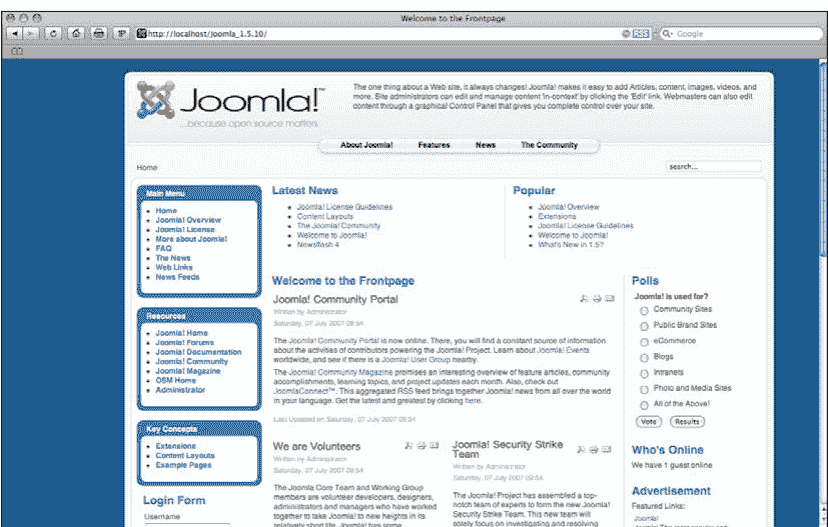 Welcome to the Frontpage
http://localhost/joomla_1.5.10/
RSS
Google
Joomla!™
...because open source matters
The one thing about a Web site, it always changes! Joomla! makes it easy to add Articles, content, images, videos, and
more. Site administrators can edit and manage content 'in-context' by clicking the 'Edit' link. Webmasters can also edit
content through a graphical Control Panel that gives you complete control over your site.
About Joomla! Features News The Community
Home
search...
Main Menu
Home
Joomla! Overview
Joomla! License
More about Joomla!
FAQ
The News
Web Links
News Feeds
Resources
Joomla! Home
Joomla! Forums
Joomla! Documentation
Joomla! Community
Joomla! Magazine
OSM Home
Administrator
Key Concepts
Extensions
Content Layouts
Example Pages
Login Form
Username
Latest News
Joomla! License Guidelines
Content Layouts
The Joomla! Community
Welcome to Joomla!
Newsflash 4
Popular
Joomla! Overview
Extensions
Joomla! License Guidelines
Welcome to Joomla!
What's New in 1.5?
Welcome to the Frontpage
Joomla! Community Portal
Written by Administrator
Saturday, 07 July 2007 09:54
The Joomla! Community Portal is now online. There, you will find a constant source of information
about the activities of contributors powering the Joomla! Project. Learn about Joomla! Events
worldwide, and see if there is a Joomla! User Group nearby.
The Joomla! Community Magazine promises an interesting overview of feature articles, community
accomplishments, learning topics, and project updates each month. Also, check out
JoomlaConnect™. This aggregated RSS feed brings together Joomla! news from all over the world
in your language. Get the latest and greatest by clicking here.
Last Updated on Saturday, 07 July 2007 09:54
We are Volunteers
Written by Administrator
Saturday, 07 July 2007 09:54
The Joomla Core Team and Working Group
members are volunteer developers, designers,
administrators and managers who have worked
together to take Joomla! to new heights in its
relatively short life. Joomla! has some
Joomla! Security Strike
Team
Written by Administrator
Saturday, 07 July 2007 09:54
The Joomla! Project has assembled a top-
notch team of experts to form the new Joomla!
Security Strike Team. This new team will
solely focus on investigating and resolving
Polls
Joomla! is used for?
Community Sites
Public Brand Sites
eCommerce
Blogs
Intranets
Photo and Media Sites
All of the Above!
Vote Results
Who's Online
We have 1 guest online
Advertisement
Featured Links:
Joomla!